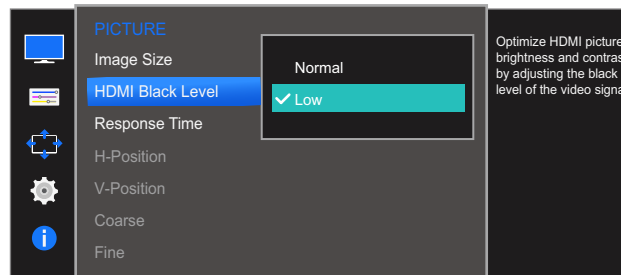 PICTURE
Image Size
HDMI Black Level
Response Time
H-Position
V-Position
Coarse
Fine
Normal
Low
Optimize HDMI picture
brightness and contras
by adjusting the black
level of the video signa
i